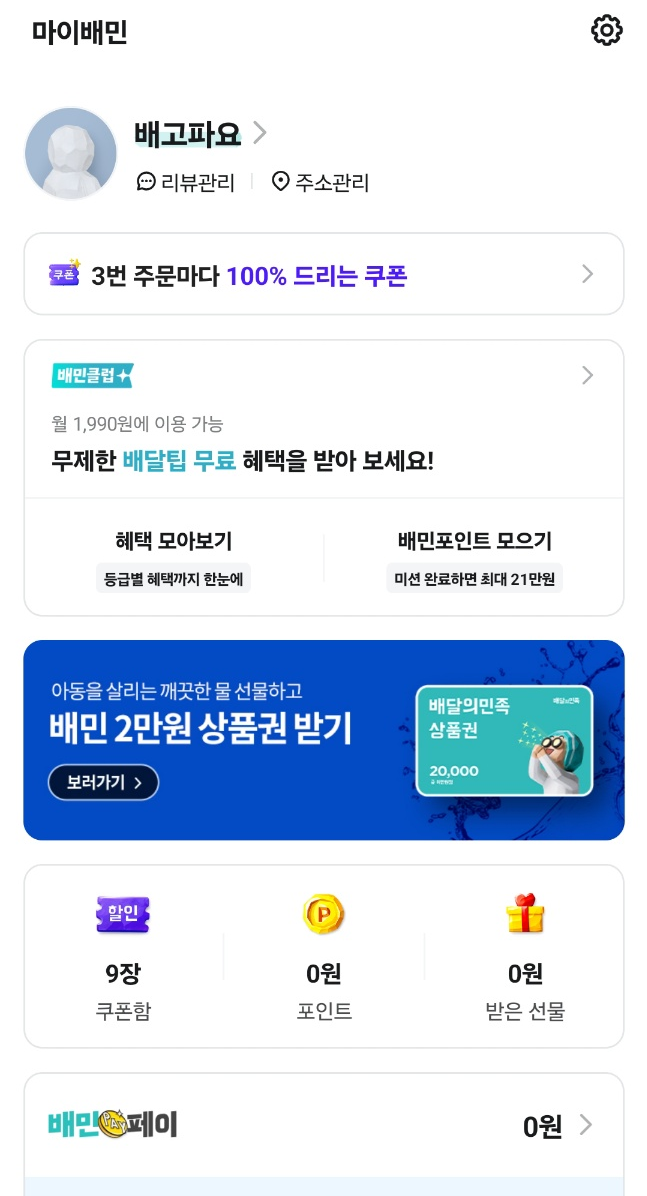 마이배민
배고파요
리뷰관리
주소관리
쿠폰
3번 주문마다 100% 드리는 쿠폰
배민클럽
월 1,990원에 이용 가능
무제한 배달팁 무료 혜택을 받아 보세요!
혜택 모아보기
등급별 혜택까지 한눈에
배민포인트 모으기
미션 완료하면 최대 21만원
아동을 살리는 깨끗한 물 선물하고
배민 2만원 상품권 받기
보러가기
배달의민족
상품권
배달의민족
20,000
할인
9장
쿠폰함
P
0원
포인트
0원
받은 선물
배민PAY페이
0원